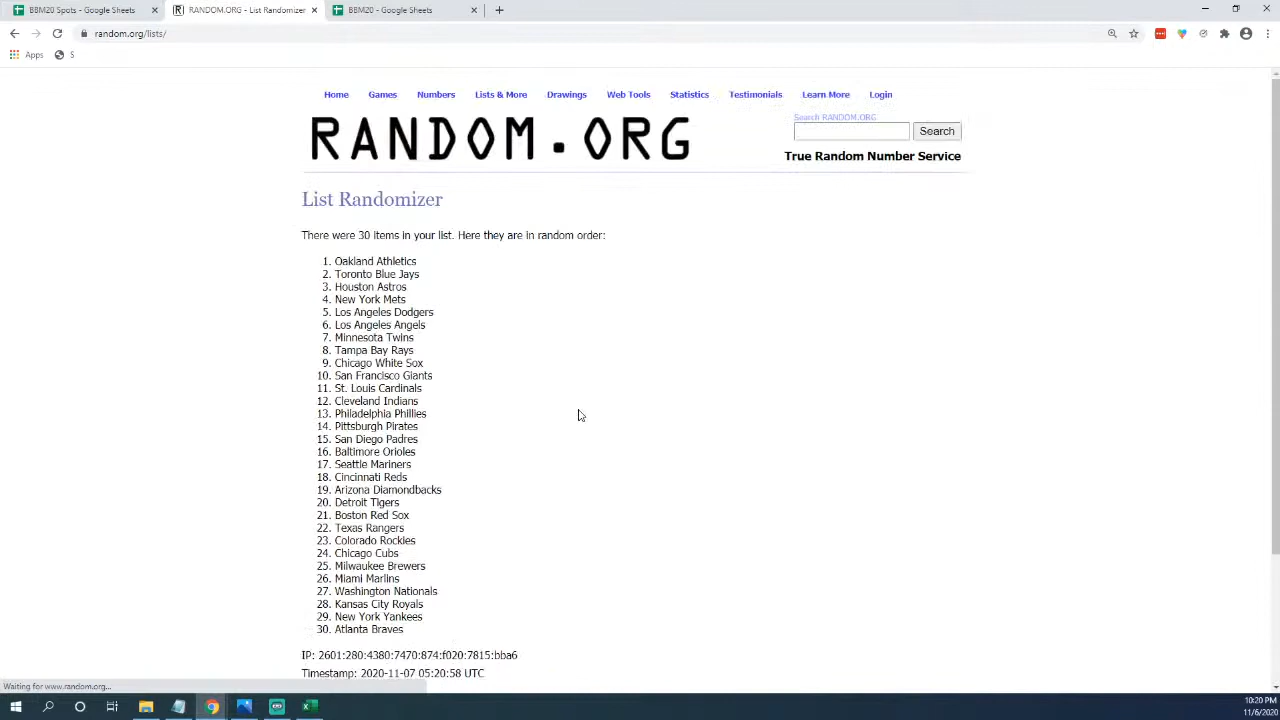 BBM20 Spots - Google Sheets
RANDOM.ORG - List Randomizer
BBM20 - Google Sheets
random.org/lists/
Apps
S
Home Games Numbers Lists & More Drawings Web Tools Statistics Testimonials Learn More Login
Search RANDOM.ORG
RANDOM.ORG
Search
True Random Number Service
List Randomizer
There were 30 items in your list. Here they are in random order:
1. Oakland Athletics
2. Toronto Blue Jays
3. Houston Astros
4. New York Mets
5. Los Angeles Dodgers
6. Los Angeles Angels
7. Minnesota Twins
8. Tampa Bay Rays
9. Chicago White Sox
10. San Francisco Giants
11. St. Louis Cardinals
12. Cleveland Indians
13. Philadelphia Phillies
14. Pittsburgh Pirates
15. San Diego Padres
16. Baltimore Orioles
17. Seattle Mariners
18. Cincinnati Reds
19. Arizona Diamondbacks
20. Detroit Tigers
21. Boston Red Sox
22. Texas Rangers
23. Colorado Rockies
24. Chicago Cubs
25. Milwaukee Brewers
26. Miami Marlins
27. Washington Nationals
28. Kansas City Royals
29. New York Yankees
30. Atlanta Braves
IP: 2601:280:4380:7470:874:f020:7815:bba6
Timestamp: 2020-11-07 05:20:58 UTC
Waiting for www.random.org...
10:20 PM
11/6/2020